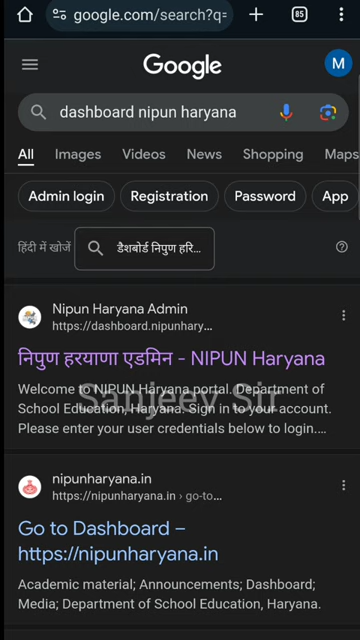 google.com/search?q=
85
Google
M
dashboard nipun haryana
All Images Videos News Shopping Maps
Admin login Registration Password App
हिंदी में खोजें डैशबोर्ड निपुण हरि...
Nipun Haryana Admin
https://dashboard.nipunhary...
निपुण हरयाणा एडमिन - NIPUN Haryana
Welcome to NIPUN Haryana portal. Department of
School Education, Haryana. Sign in to your account.
Please enter your user credentials below to login....
Sanjeev Sir
nipunharyana.in
https://nipunharyana.in › go-to...
Go to Dashboard –
https://nipunharyana.in
Academic material; Announcements; Dashboard;
Media; Department of School Education, Haryana.